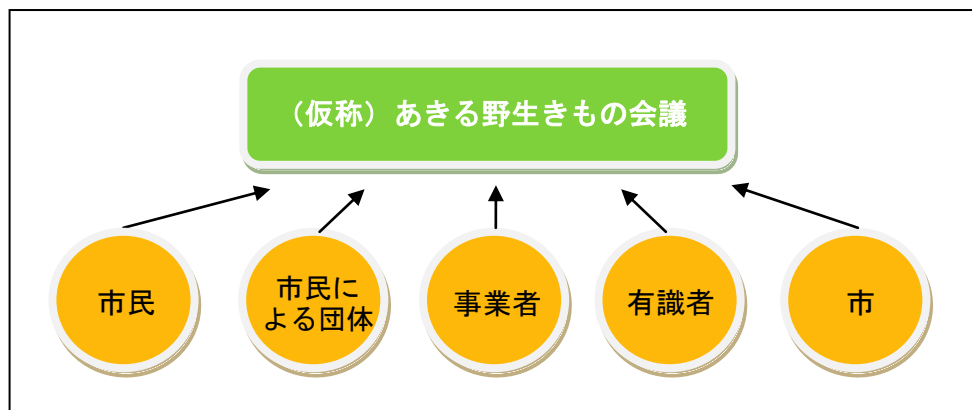 （仮称）あきる野生きもの会議
市民
市民に
よる団体
事業者
有識者
市